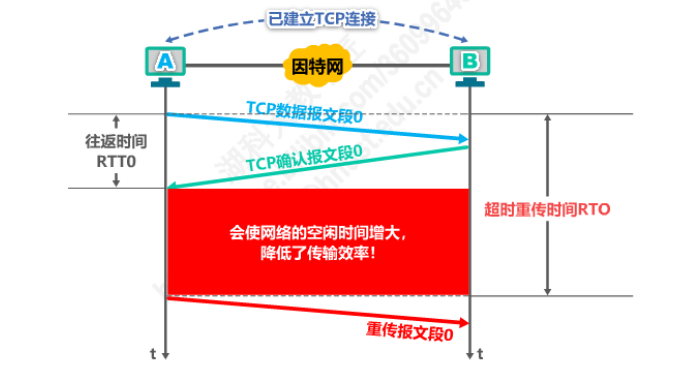 已建立TCP连接
A
因特网
B
TCP数据报文段0
往返时间
RTT0
TCP确认报文段0
超时重传时间RTO
会使网络的空闲时间增大，
降低了传输效率！
重传报文段0
t
t